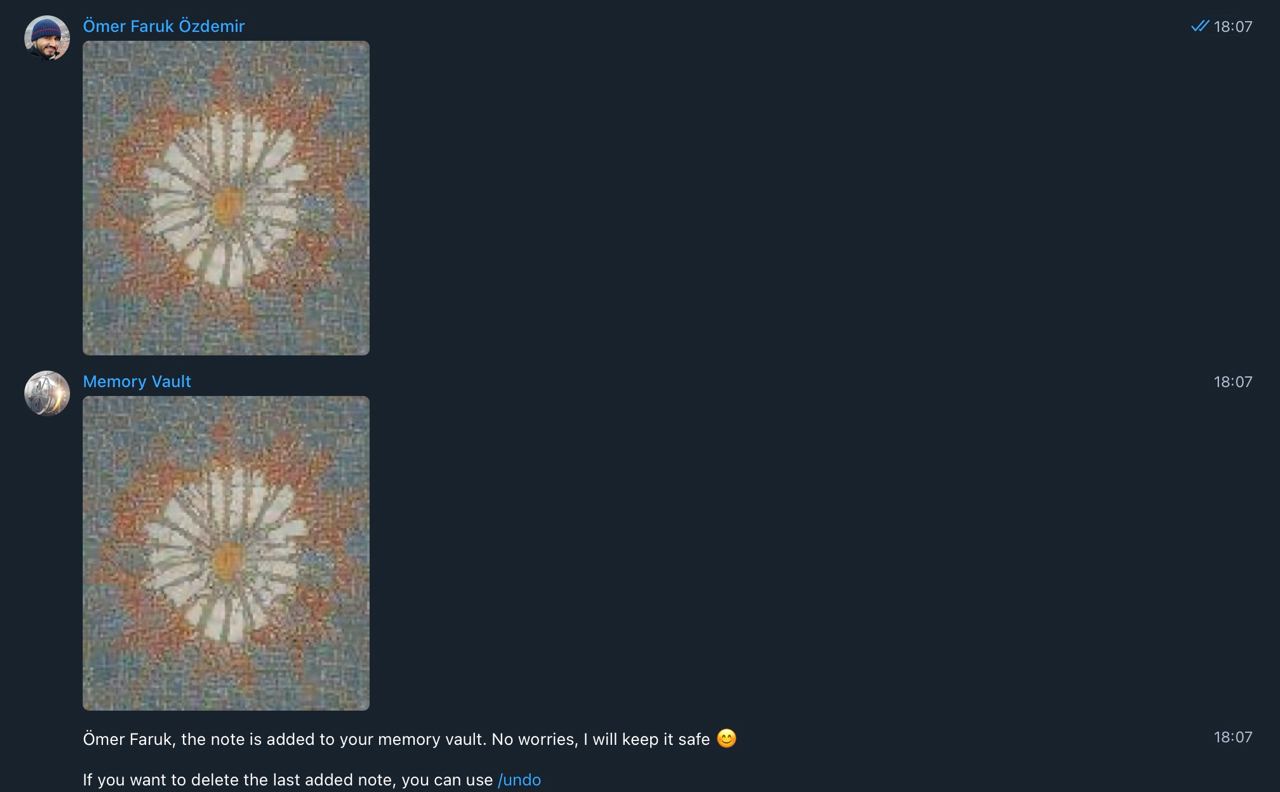 Ömer Faruk Özdemir 18:07
Memory Vault 18:07
Ömer Faruk, the note is added to your memory vault. No worries, I will keep it safe 😊 18:07
If you want to delete the last added note, you can use /undo